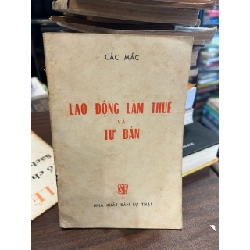 CÁC MÁC
LAO ĐỘNG LÀM THUÊ
VÀ
TƯ BẢN
NHÀ XUẤT BẢN SỰ THẬT